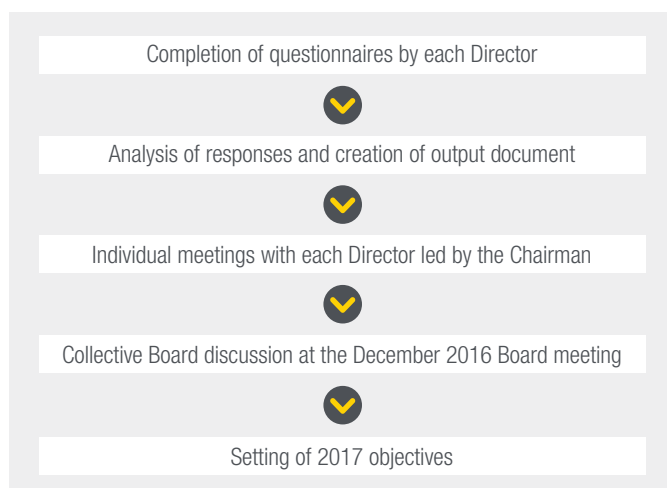 Completion of questionnaires by each Director
Analysis of responses and creation of output document
Individual meetings with each Director led by the Chairman
Collective Board discussion at the December 2016 Board meeting
Setting of 2017 objectives